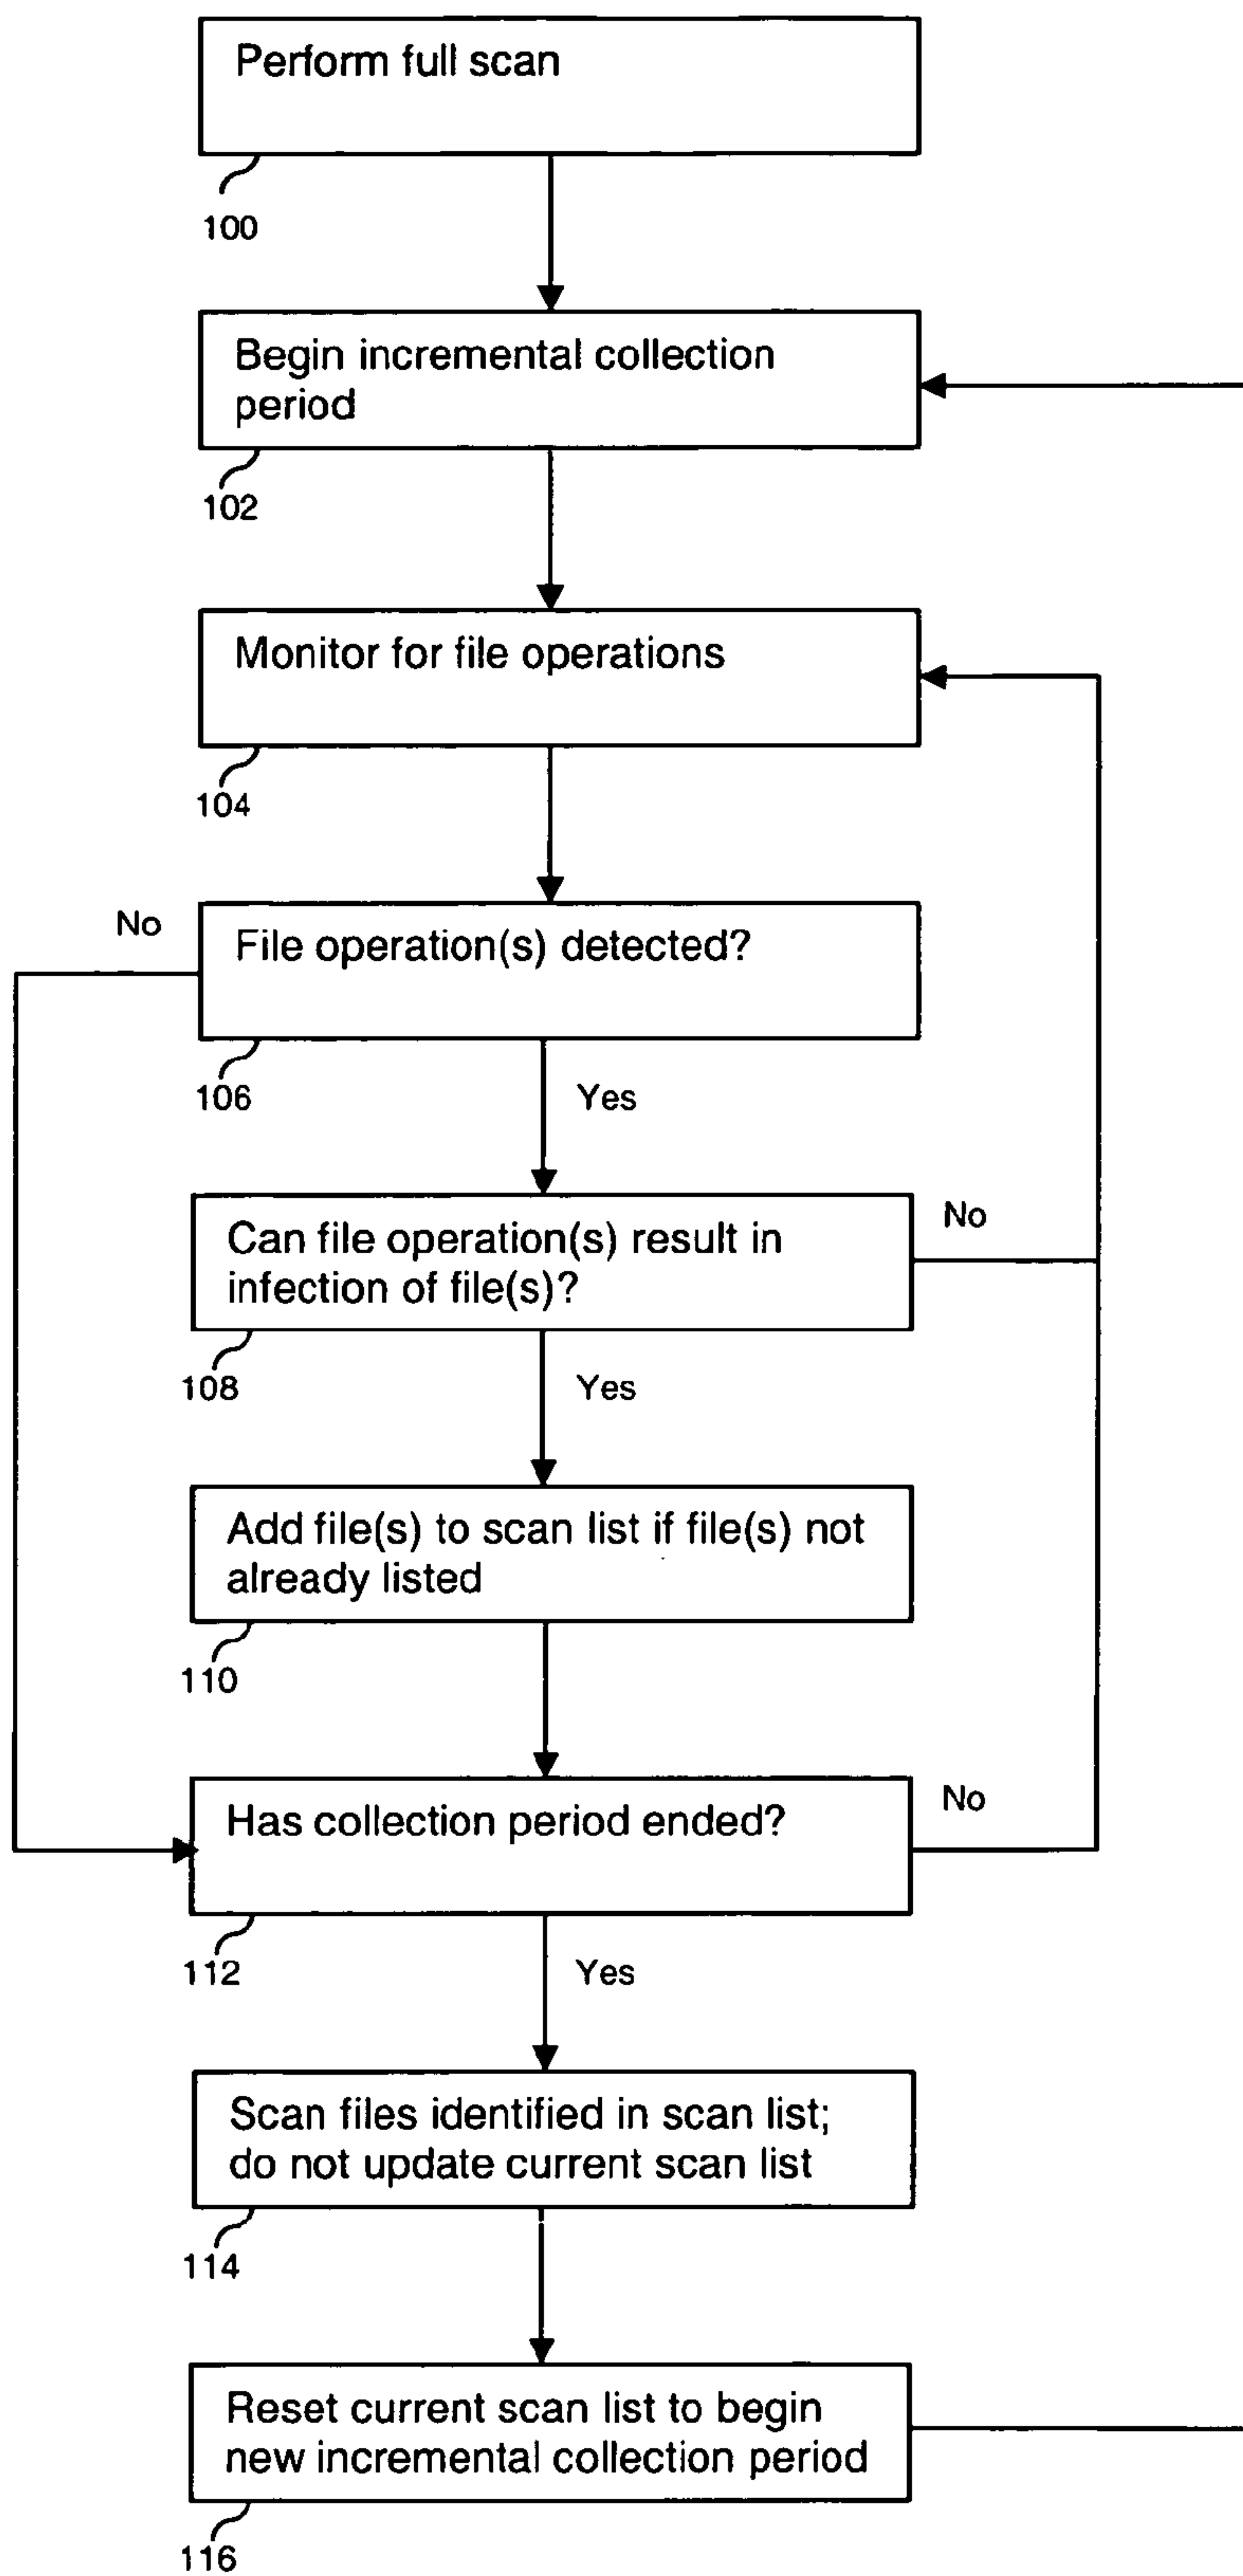 Perform full scan
100
Begin incremental collection
period
102
Monitor for file operations
104
No
File operation(s) detected?
106
Yes
Can file operation(s) result in
infection of file(s)?
No
108
Yes
Add file(s) to scan list if file(s) not
already listed
110
Has collection period ended?
No
112
Yes
Scan files identified in scan list;
do not update current scan list
114
Reset current scan list to begin
new incremental collection period
116